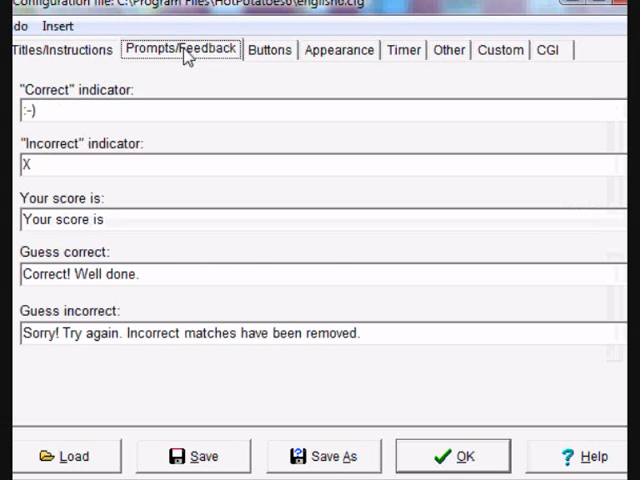 Configuration file: C:\Program Files\HotPotatoes6\english6.cfg
do Insert
Titles/Instructions Prompts/Feedback Buttons Appearance Timer Other Custom CGI
"Correct" indicator:
:-)
"Incorrect" indicator:
X
Your score is:
Your score is
Guess correct:
Correct! Well done.
Guess incorrect:
Sorry! Try again. Incorrect matches have been removed.
Load Save Save As OK Help